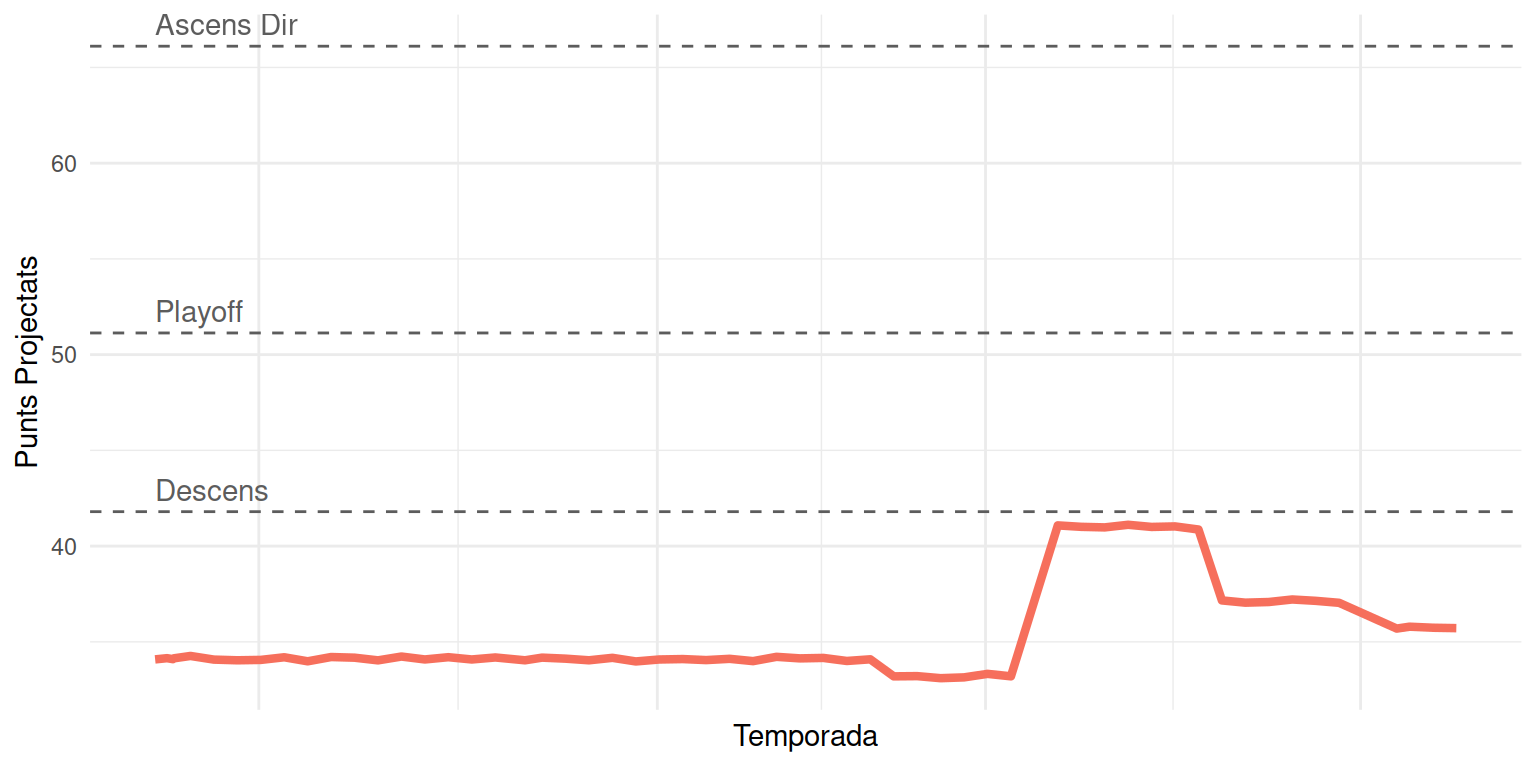 Ascens Dir
60
Playoff
50
Descens
40
Punts Projectats
Temporada